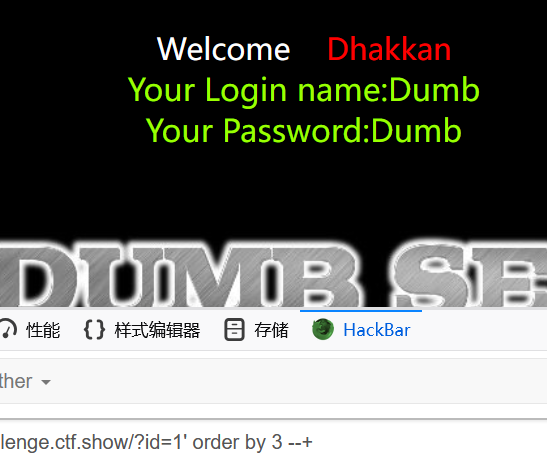 Welcome Dhakkan
Your Login name:Dumb
Your Password:Dumb
DUMB SE
性能 样式编辑器 存储 HackBar
ther
lenge.ctf.show/?id=1' order by 3 --+